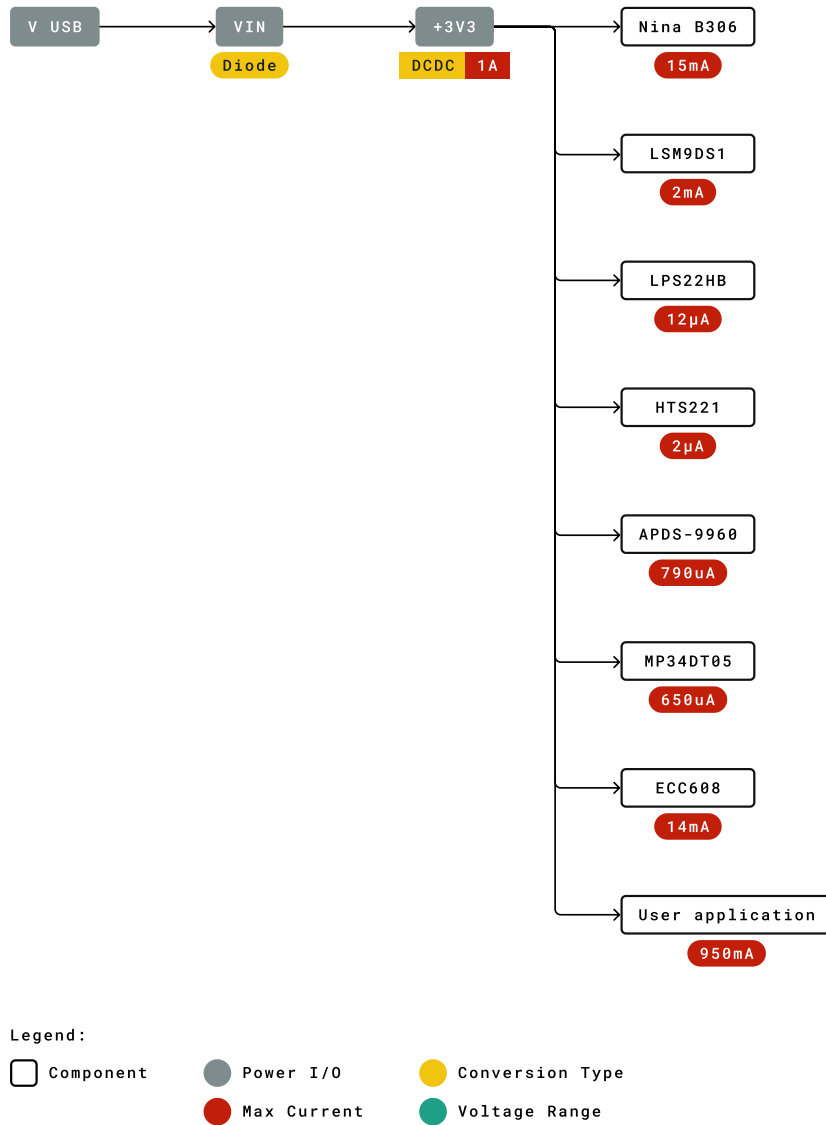 V USB
VIN
+3V3
Nina B306
Diode
DCDC 1A
15mA
LSM9DS1
2mA
LPS22HB
12µA
HTS221
2µA
APDS-9960
790uA
MP34DT05
650uA
ECC608
14mA
User application
950mA
Legend:
Component
Power I/O
Conversion Type
Max Current
Voltage Range